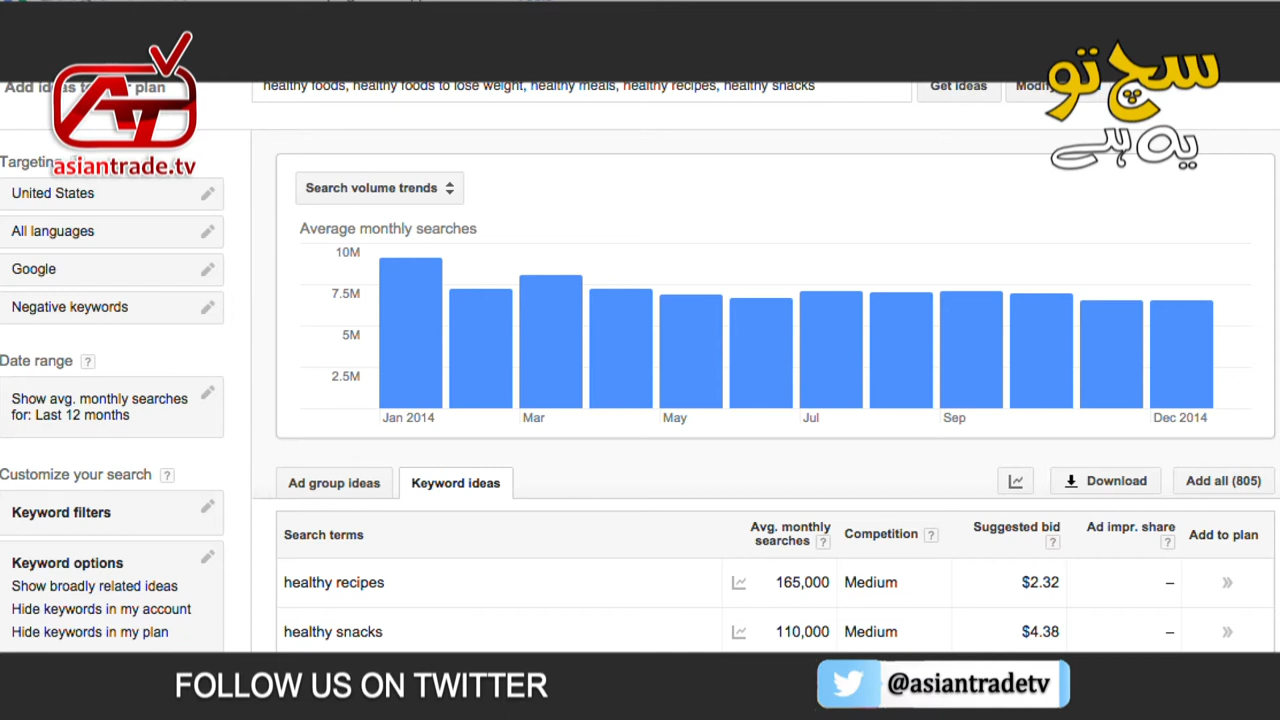 Add ideas to your plan
healthy foods, healthy foods to lose weight, healthy meals, healthy recipes, healthy snacks
Get ideas
asiantrade.tv
سچ تو
یہ ہے
Targeting
United States
All languages
Google
Negative keywords
Date range ?
Show avg. monthly searches
for: Last 12 months
Customize your search ?
Keyword filters
Keyword options
Show broadly related ideas
Hide keywords in my account
Hide keywords in my plan
Search volume trends
Average monthly searches
10M
7.5M
5M
2.5M
Jan 2014 Mar May Jul Sep Dec 2014
Ad group ideas Keyword ideas Download Add all (805)
Search terms Avg. monthly searches ? Competition ? Suggested bid ? Ad impr. share ? Add to plan
healthy recipes 165,000 Medium $2.32 – »
healthy snacks 110,000 Medium $4.38 – »
FOLLOW US ON TWITTER @asiantradetv